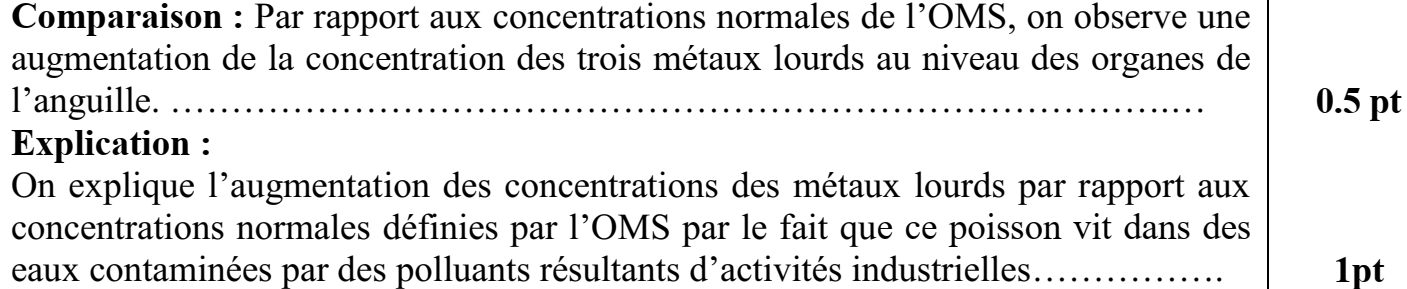 Comparaison : Par rapport aux concentrations normales de l’OMS, on observe une
augmentation de la concentration des trois métaux lourds au niveau des organes de
l’anguille. ……………………………………………………………………………….… 0.5 pt
Explication :
On explique l’augmentation des concentrations des métaux lourds par rapport aux
concentrations normales définies par l’OMS par le fait que ce poisson vit dans des
eaux contaminées par des polluants résultants d’activités industrielles……………. 1pt